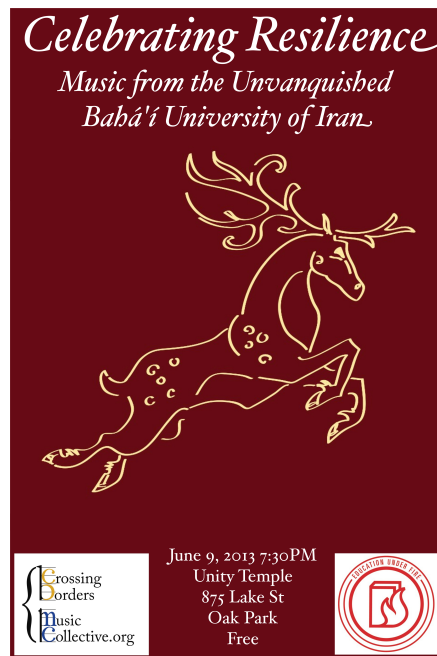 Celebrating Resilience
Music from the Unvanquished
Bahá'í University of Iran
June 9, 2013 7:30PM
Unity Temple
875 Lake St
Oak Park
Free
Crossing
Borders
Music
Collective.org
EDUCATION UNDER FIRE